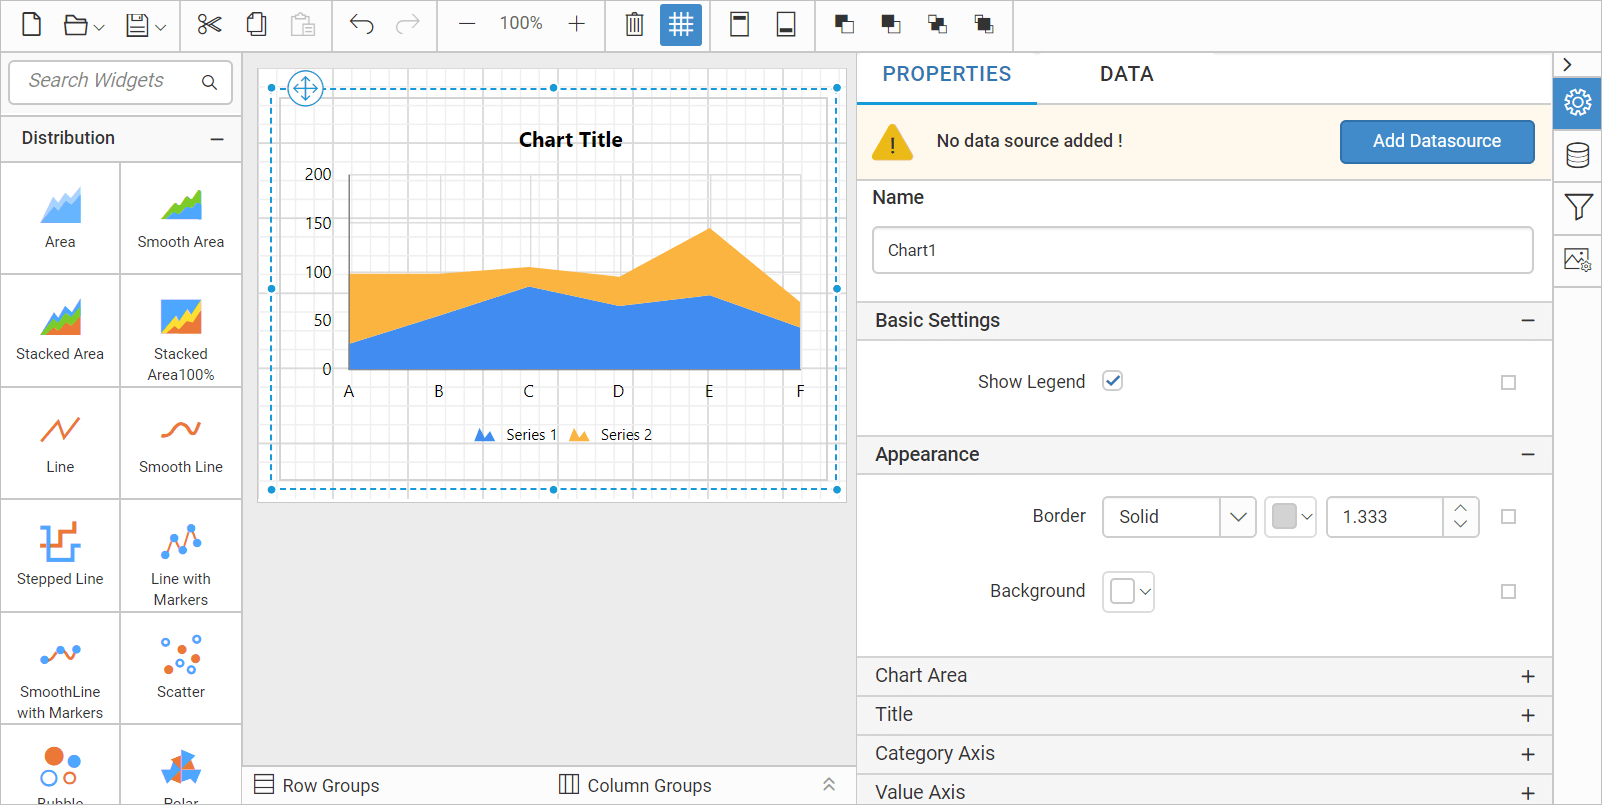 100%
Search Widgets
Distribution
Area
Smooth Area
Stacked Area
Stacked
Area100%
Line
Smooth Line
Stepped Line
Line with
Markers
SmoothLine
with Markers
Scatter
Bubble
Polar
Chart Title
200
150
100
50
0
A B C D E F
Series 1 Series 2
Row Groups
Column Groups
PROPERTIES DATA
No data source added !
Add Datasource
Name
Chart1
Basic Settings
Show Legend
Appearance
Border Solid 1.333
Background
Chart Area
Title
Category Axis
Value Axis